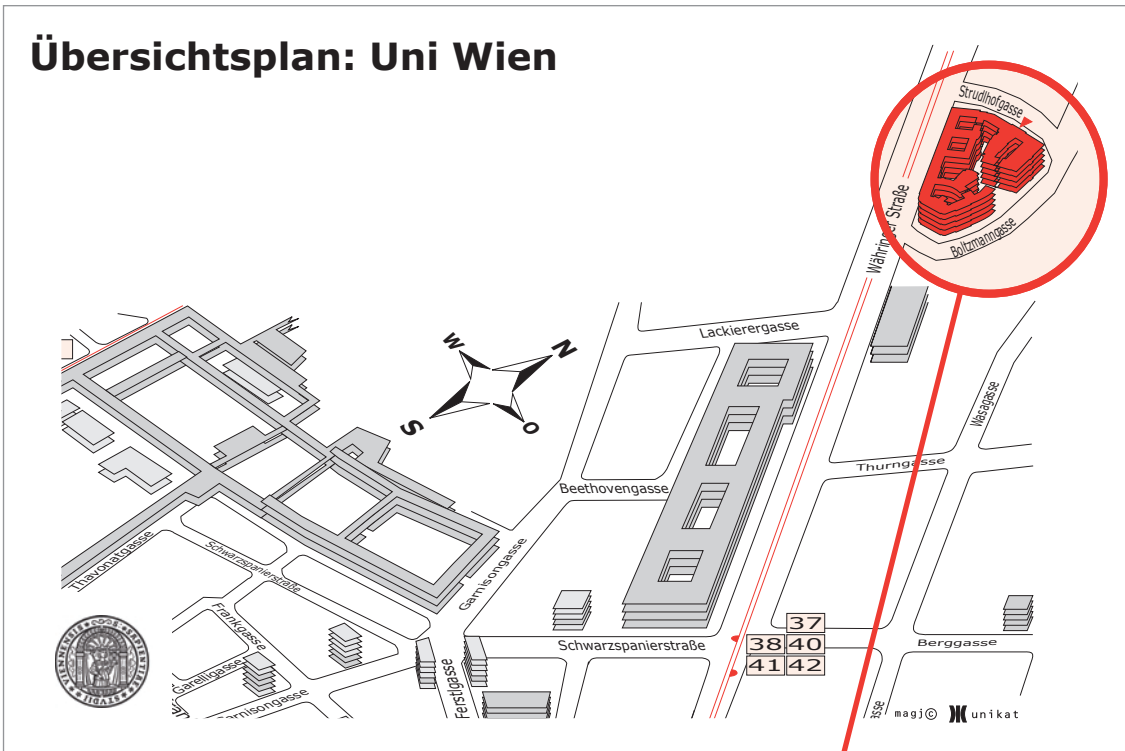 Übersichtsplan: Uni Wien
Strudlhofgasse
Währinger Straße
Boltzmanngasse
Lackierergasse
W
N
S
O
Wasagasse
Thurngasse
Beethovengasse
Thavonatgasse
Schwarzspanierstraße
Garnisongasse
Frankgasse
37
Schwarzspanierstraße
38 40
Berggasse
41 42
Garelligasse
Ferstlgasse
Garnisongasse
magj© unikat